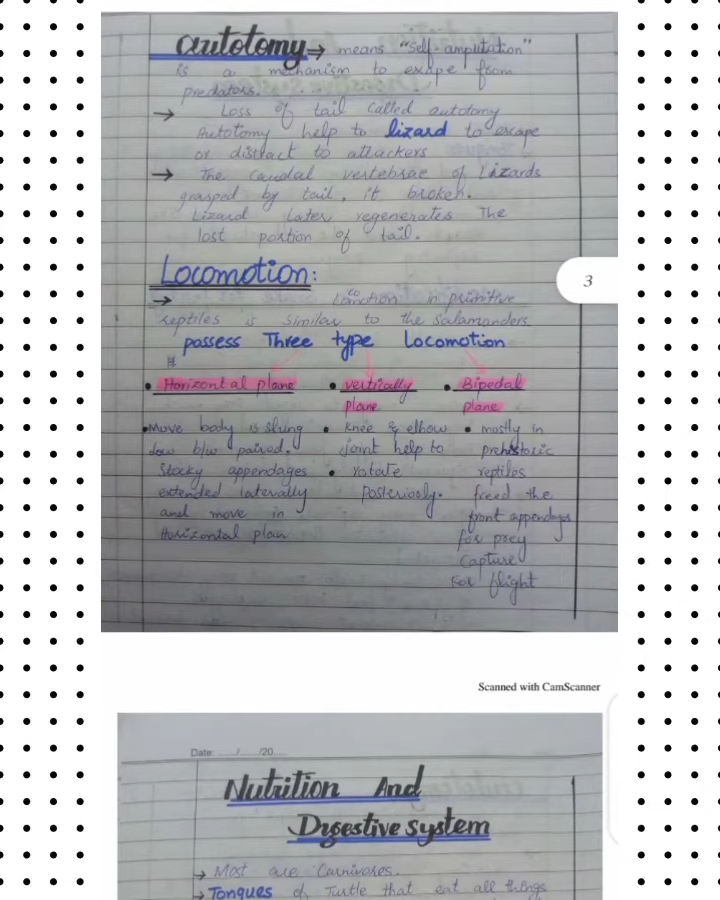 autotomy → means "Self-amplitation"
is a mechanism to exape from
predators.
→ Loss of tail called autotomy
Autotomy help to lizard to escape
or distract to attackers
→ The caudal vertebrae of Lizards
grasped by tail, it broken.
Lizard Later regenerates The
lost portion of tail.
Locomotion:
→ Locomotion in primitive
reptiles is similar to the Salamanders
possess Three type Locomotion
• Horizontal plane
• Move body is slung
low b/w paired.
Stocky appendages
extended laterally
and move in
Horizontal plan
• vertically
plane
• knee & elbow
joint help to
• rotate
posteriorly.
• Bipedal
plane
• mostly in
prehistoric
reptiles
freed the
front appendages
for prey
Capture
For flight
3
Scanned with CamScanner
Date: ..../..../20....
Nutrition And
Digestive system
→ Most are Carnivores.
→ Tongues of Turtle that eat all things